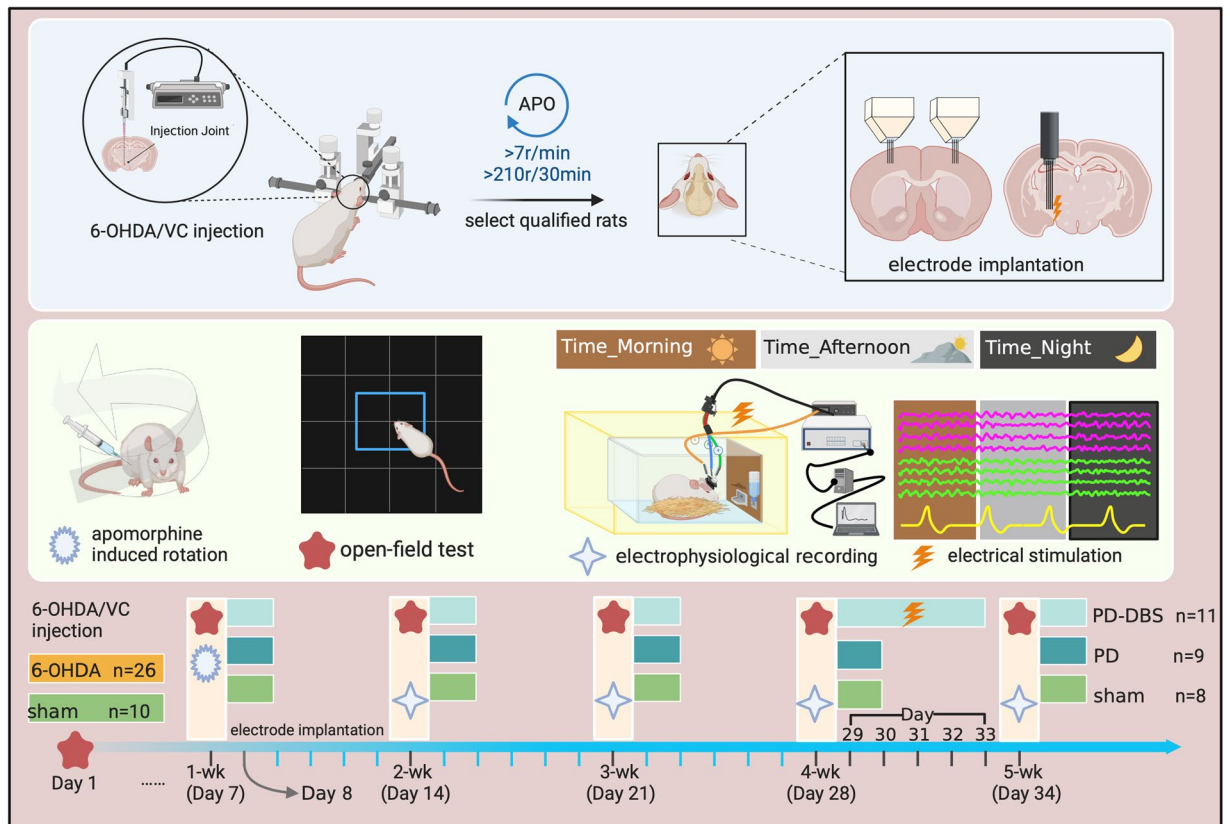 Injection Joint
6-OHDA/VC injection
APO
>7r/min
>210r/30min
select qualified rats
electrode implantation
Time_Morning
Time_Afternoon
Time_Night
apomorphine
induced rotation
open-field test
electrophysiological recording
electrical stimulation
6-OHDA/VC
injection
6-OHDA n=26
sham n=10
PD-DBS n=11
PD n=9
sham n=8
electrode implantation
Day
29 30 31 32 33
Day 1
......
1-wk
(Day 7)
Day 8
2-wk
(Day 14)
3-wk
(Day 21)
4-wk
(Day 28)
5-wk
(Day 34)